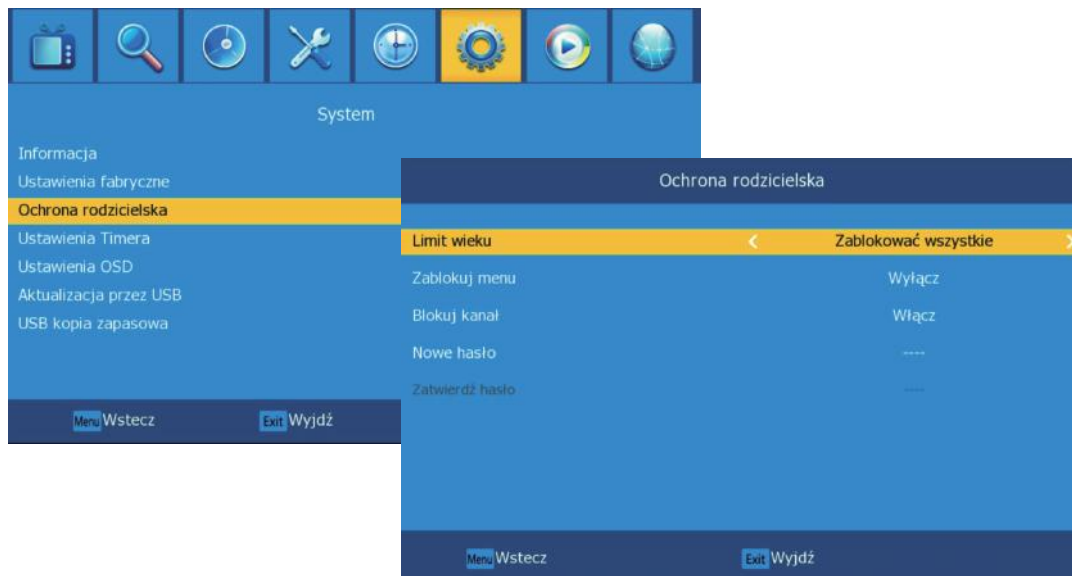 System
Informacja
Ustawienia fabryczne
Ochrona rodzicielska
Ustawienia Timera
Ustawienia OSD
Aktualizacja przez USB
USB kopia zapasowa
Menu Wstecz Exit Wyjdź
Ochrona rodzicielska
Limit wieku < Zablokować wszystkie >
Zablokuj menu Wyłącz
Blokuj kanał Włącz
Nowe hasło ----
Zatwierdź hasło ----
Menu Wstecz Exit Wyjdź